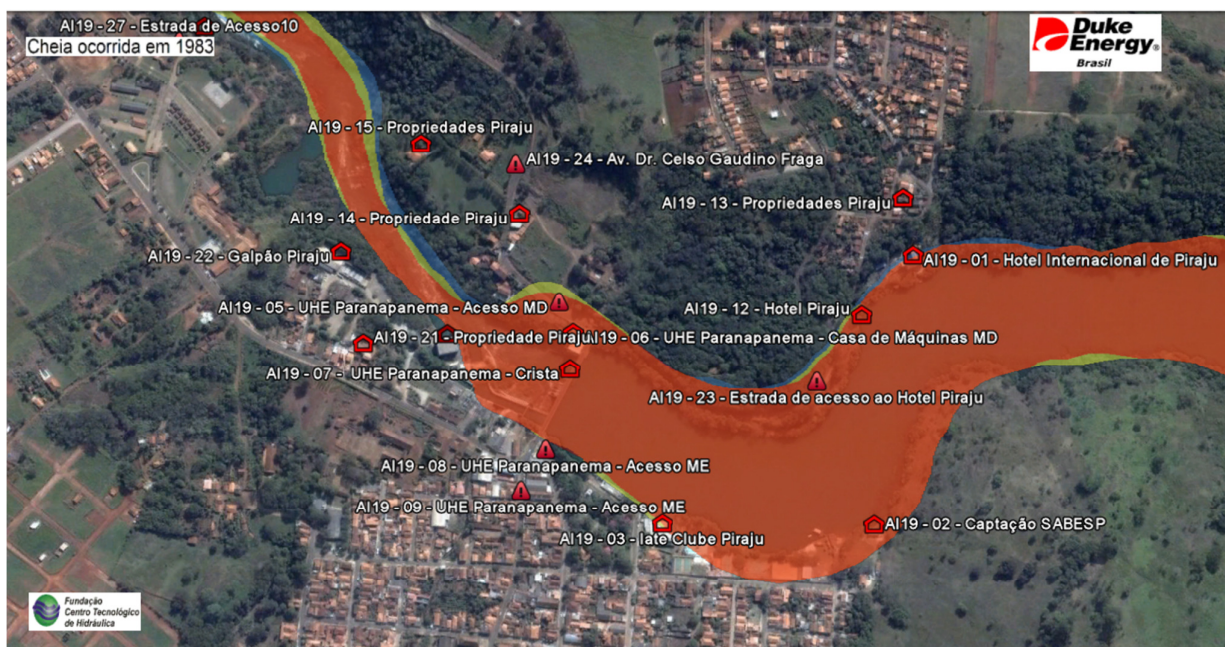 AI19 - 27 - Estrada de Acesso10
Cheia ocorrida em 1983
Duke
Energy®
Brasil
AI19 - 15 - Propriedades Piraju
AI19 - 24 - Av. Dr. Celso Gaudino Fraga
AI19 - 13 - Propriedades Piraju
AI19 - 14 - Propriedade Piraju
AI19 - 22 - Galpão Piraju
AI19 - 01 - Hotel Internacional de Piraju
AI19 - 05 - UHE Paranapanema - Acesso MD
AI19 - 12 - Hotel Piraju
AI19 - 21 - Propriedade Piraju
AI19 - 06 - UHE Paranapanema - Casa de Máquinas MD
AI19 - 07 - UHE Paranapanema - Crista
AI19 - 23 - Estrada de acesso ao Hotel Piraju
AI19 - 08 - UHE Paranapanema - Acesso ME
AI19 - 09 - UHE Paranapanema - Acesso ME
AI19 - 03 - Iate Clube Piraju
AI19 - 02 - Captação SABESP
Fundação
Centro Tecnológico
de Hidráulica